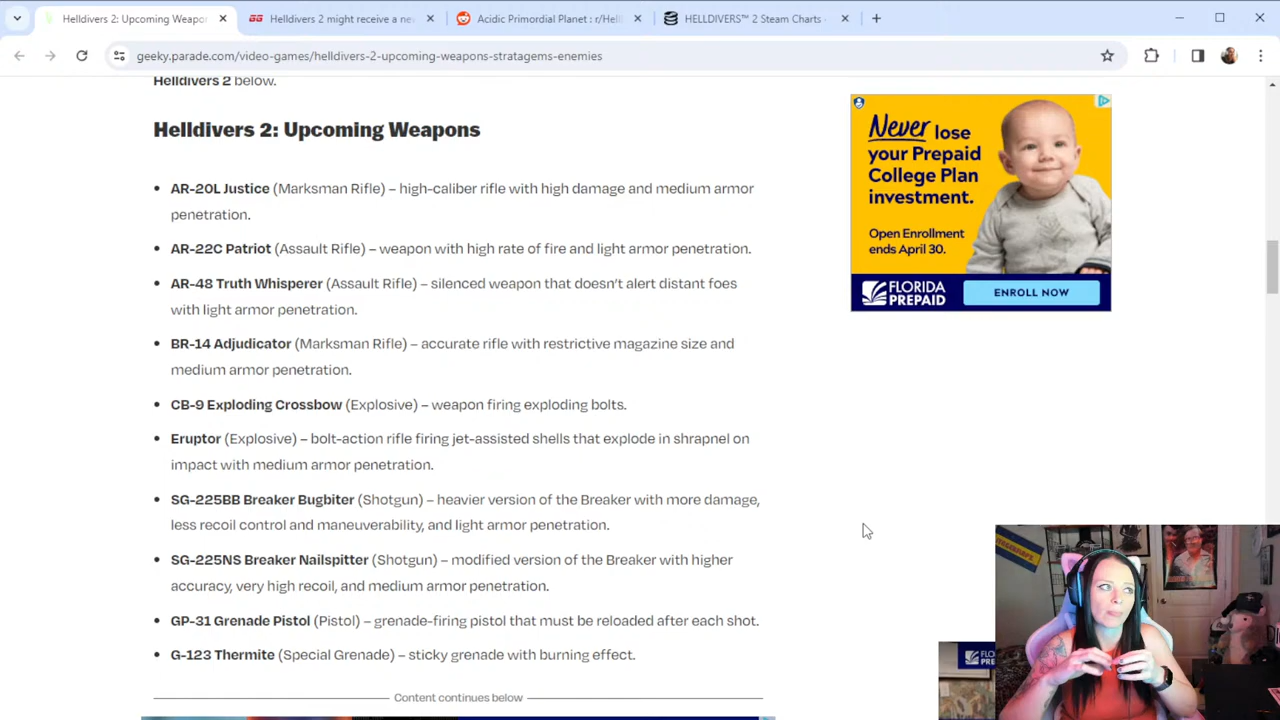 Helldivers 2: Upcoming Weapon
Helldivers 2 might receive a ne
Acidic Primordial Planet : r/Hell
HELLDIVERS™ 2 Steam Charts
geeky.parade.com/video-games/helldivers-2-upcoming-weapons-stratagems-enemies
Helldivers 2 below.
Helldivers 2: Upcoming Weapons
• AR-20L Justice (Marksman Rifle) – high-caliber rifle with high damage and medium armor
penetration.
• AR-22C Patriot (Assault Rifle) – weapon with high rate of fire and light armor penetration.
• AR-48 Truth Whisperer (Assault Rifle) – silenced weapon that doesn't alert distant foes
with light armor penetration.
• BR-14 Adjudicator (Marksman Rifle) – accurate rifle with restrictive magazine size and
medium armor penetration.
• CB-9 Exploding Crossbow (Explosive) – weapon firing exploding bolts.
• Eruptor (Explosive) – bolt-action rifle firing jet-assisted shells that explode in shrapnel on
impact with medium armor penetration.
• SG-225BB Breaker Bugbiter (Shotgun) – heavier version of the Breaker with more damage,
less recoil control and maneuverability, and light armor penetration.
• SG-225NS Breaker Nailspitter (Shotgun) – modified version of the Breaker with higher
accuracy, very high recoil, and medium armor penetration.
• GP-31 Grenade Pistol (Pistol) – grenade-firing pistol that must be reloaded after each shot.
• G-123 Thermite (Special Grenade) – sticky grenade with burning effect.
Content continues below
Never lose
your Prepaid
College Plan
investment.
Open Enrollment
ends April 30.
FLORIDA
PREPAID
ENROLL NOW
FLO
PRE